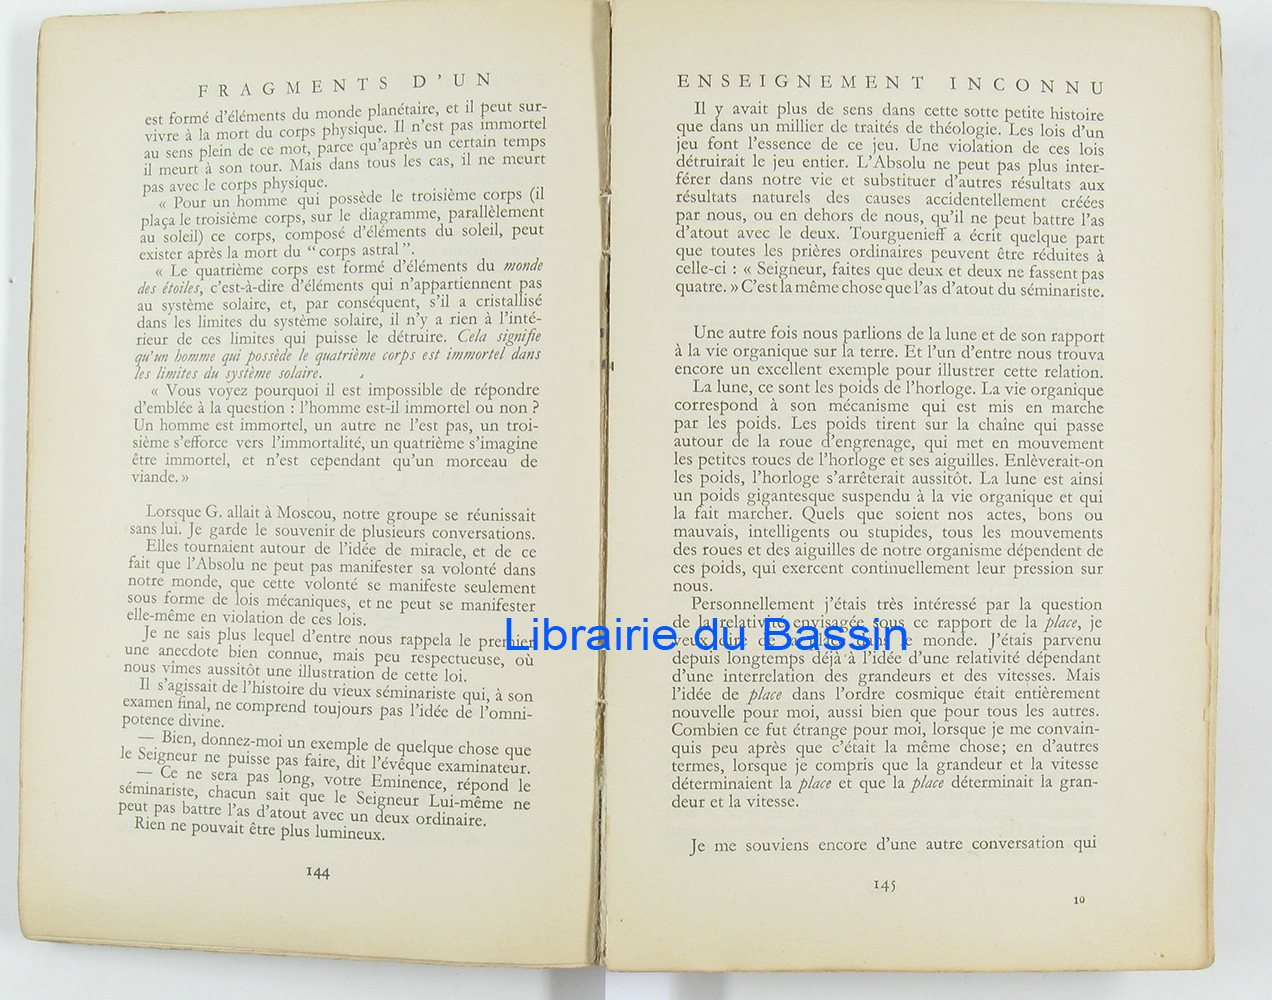 FRAGMENTS D'UN
est formé d'éléments du monde planétaire, et il peut sur-
vivre à la mort du corps physique. Il n'est pas immortel
au sens plein de ce mot, parce qu'après un certain temps
il meurt à son tour. Mais dans tous les cas, il ne meurt
pas avec le corps physique.
« Pour un homme qui possède le troisième corps (il
plaça le troisième corps, sur le diagramme, parallèlement
au soleil) ce corps, composé d'éléments du soleil, peut
exister après la mort du “corps astral”.
« Le quatrième corps est formé d'éléments du monde
des étoiles, c'est-à-dire d'éléments qui n'appartiennent pas
au système solaire, et, par conséquent, s'il a cristallisé
dans les limites du système solaire, il n'y a rien à l'inté-
rieur de ces limites qui puisse le détruire. Cela signifie
qu'un homme qui possède le quatrième corps est immortel dans
les limites du système solaire.
« Vous voyez pourquoi il est impossible de répondre
d'emblée à la question : l'homme est-il immortel ou non ?
Un homme est immortel, un autre ne l'est pas, un troi-
sième s'efforce vers l'immortalité, un quatrième s'imagine
être immortel, et n'est cependant qu'un morceau de
viande. »
Lorsque G. allait à Moscou, notre groupe se réunissait
sans lui. Je garde le souvenir de plusieurs conversations.
Elles tournaient autour de l'idée de miracle, et de ce
fait que l'Absolu ne peut pas manifester sa volonté dans
notre monde, que cette volonté se manifeste seulement
sous forme de lois mécaniques, et ne peut se manifester
elle-même en violation de ces lois.
Je ne sais plus lequel d'entre nous rappela le premier
une anecdote bien connue, mais peu respectueuse, où
nous vîmes aussitôt une illustration de cette loi.
Il s'agissait de l'histoire du vieux séminariste qui, à son
examen final, ne comprend toujours pas l'idée de l'omni-
potence divine.
— Bien, donnez-moi un exemple de quelque chose que
le Seigneur ne puisse pas faire, dit l'évêque examinateur.
— Ce ne sera pas long, votre Eminence, répond le
séminariste, chacun sait que le Seigneur Lui-même ne
peut pas battre l'as d'atout avec un deux ordinaire.
Rien ne pouvait être plus lumineux.
144
ENSEIGNEMENT INCONNU
Il y avait plus de sens dans cette sotte petite histoire
que dans un millier de traités de théologie. Les lois d'un
jeu font l'essence de ce jeu. Une violation de ces lois
détruirait le jeu entier. L'Absolu ne peut pas plus inter-
férer dans notre vie et substituer d'autres résultats aux
résultats naturels des causes accidentellement créées
par nous, ou en dehors de nous, qu'il ne peut battre l'as
d'atout avec le deux. Tourguenieff a écrit quelque part
que toutes les prières ordinaires peuvent être réduites à
celle-ci : « Seigneur, faites que deux et deux ne fassent pas
quatre. » C'est la même chose que l'as d'atout du séminariste.
Une autre fois nous parlions de la lune et de son rapport
à la vie organique sur la terre. Et l'un d'entre nous trouva
encore un excellent exemple pour illustrer cette relation.
La lune, ce sont les poids de l'horloge. La vie organique
correspond à son mécanisme qui est mis en marche
par les poids. Les poids tirent sur la chaîne qui passe
autour de la roue d'engrenage, qui met en mouvement
les petites roues de l'horloge et ses aiguilles. Enlèverait-on
les poids, l'horloge s'arrêterait aussitôt. La lune est ainsi
un poids gigantesque suspendu à la vie organique et qui
la fait marcher. Quels que soient nos actes, bons ou
mauvais, intelligents ou stupides, tous les mouvements
des roues et des aiguilles de notre organisme dépendent de
ces poids, qui exercent continuellement leur pression sur
nous.
Personnellement j'étais très intéressé par la question
de la relativité envisagée sous ce rapport de la place, je
veux dire de la place dans le monde. J'étais parvenu
depuis longtemps déjà à l'idée d'une relativité dépendant
d'une interrelation des grandeurs et des vitesses. Mais
l'idée de place dans l'ordre cosmique était entièrement
nouvelle pour moi, aussi bien que pour tous les autres.
Combien ce fut étrange pour moi, lorsque je me convain-
quis peu après que c'était la même chose; en d'autres
termes, lorsque je compris que la grandeur et la vitesse
déterminaient la place et que la place déterminait la gran-
deur et la vitesse.
Je me souviens encore d'une autre conversation qui
145
10
Librairie du Bassin